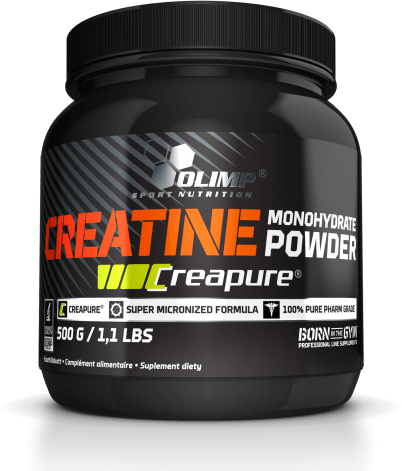 OLIMP
SPORT NUTRITION
CREATINE
MONOHYDRATE
POWDER
Creapure®
CREAPURE® SUPER MICRONIZED FORMULA 100% PURE PHARM GRADE
500 G / 1,1 LBS
BORN IN THE GYM
PROFESSIONAL LINE SUPPLEMENTS
• Complément alimentaire • Suplement diety